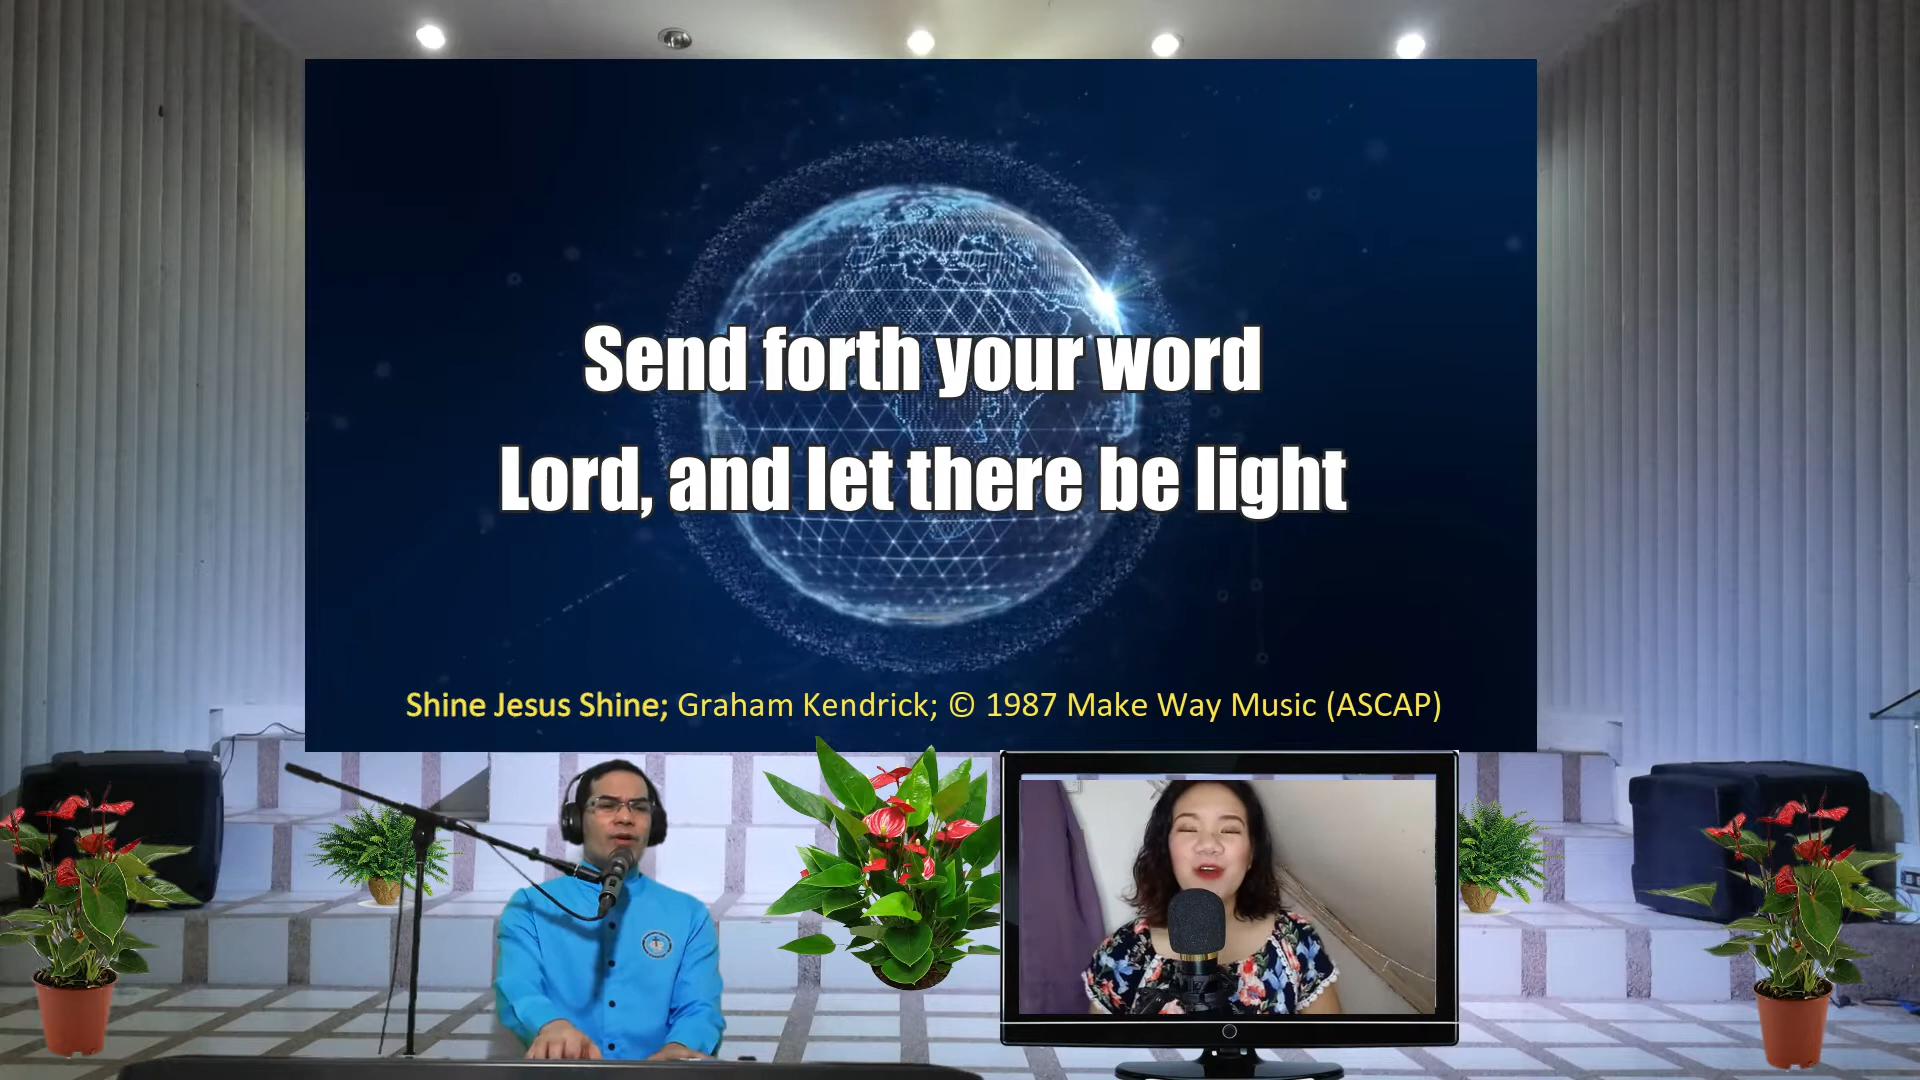 Send forth your word
Lord, and let there be light
Shine Jesus Shine; Graham Kendrick; © 1987 Make Way Music (ASCAP)